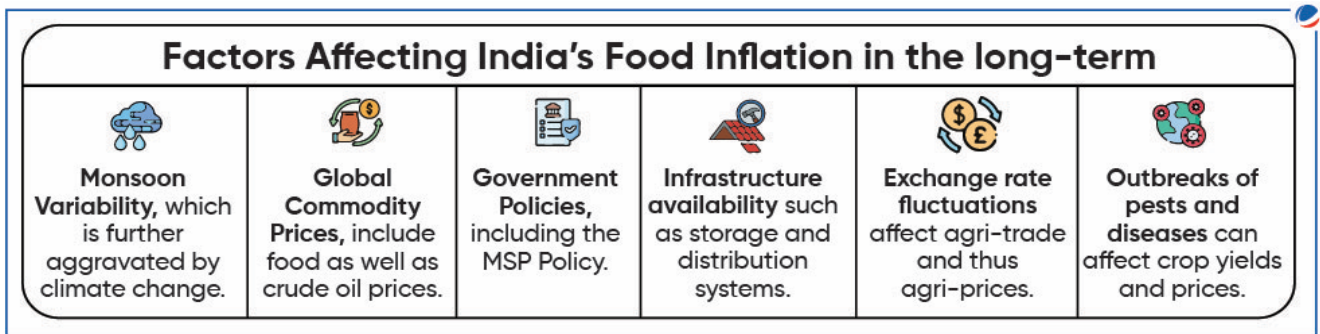 Factors Affecting India's Food Inflation in the long-term
Monsoon
Variability, which
is further
aggravated by
climate change.
Global
Commodity
Prices, include
food as well as
crude oil prices.
Government
Policies,
including the
MSP Policy.
Infrastructure
availability such
as storage and
distribution
systems.
Exchange rate
fluctuations
affect agri-trade
and thus
agri-prices.
Outbreaks of
pests and
diseases can
affect crop yields
and prices.